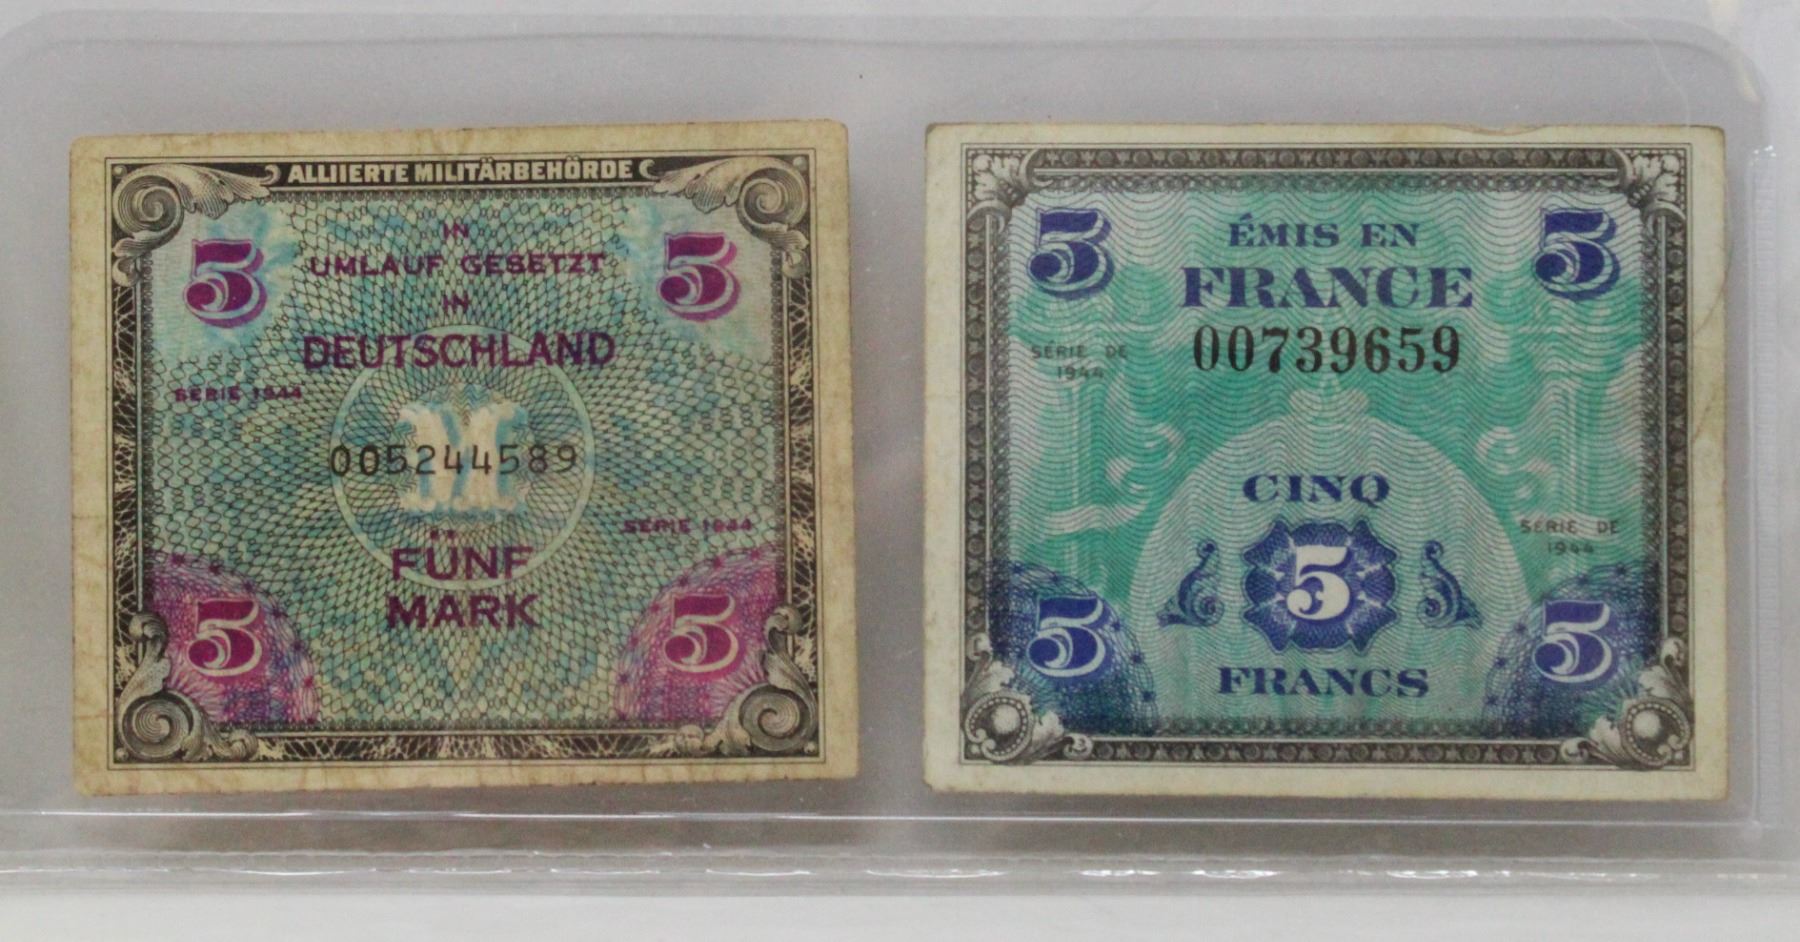 ALLIIERTE MILITÄRBEHÖRDE
5 5
IN
UMLAUF GESETZT
IN
DEUTSCHLAND
SERIE 1944
M
005244589
SERIE 1944
FÜNF
MARK
5 5
5 5
ÉMIS EN
FRANCE
00739659
SÉRIE DE
1944
CINQ
5
SÉRIE DE
1944
FRANCS
5 5